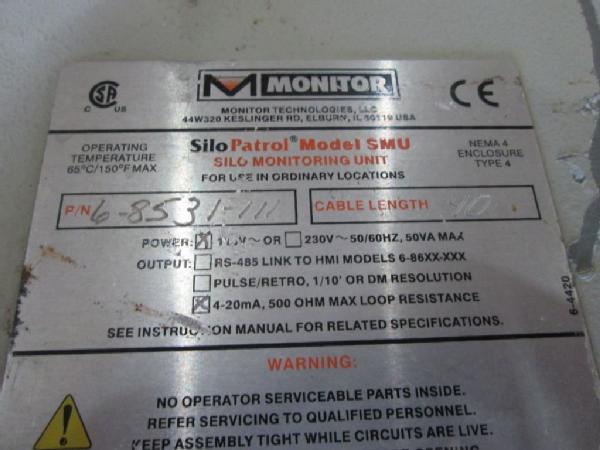 MONITOR
MONITOR TECHNOLOGIES, LLC
44W320 KESLINGER RD, ELBURN, IL 60119 USA
C US
CE
OPERATING
TEMPERATURE
65°C/150°F MAX
SiloPatrol® Model SMU
SILO MONITORING UNIT
FOR USE IN ORDINARY LOCATIONS
NEMA 4
ENCLOSURE
TYPE 4
P/N 6-8531-111
CABLE LENGTH
POWER: 115V~ OR 230V~50/60HZ, 50VA MAX
OUTPUT: RS-485 LINK TO HMI MODELS 6-86XX-XXX
PULSE/RETRO, 1/10' OR DM RESOLUTION
4-20mA, 500 OHM MAX LOOP RESISTANCE
SEE INSTRUCTION MANUAL FOR RELATED SPECIFICATIONS.
6-4420
WARNING:
NO OPERATOR SERVICEABLE PARTS INSIDE.
REFER SERVICING TO QUALIFIED PERSONNEL.
KEEP ASSEMBLY TIGHT WHILE CIRCUITS ARE LIVE.
OPENING